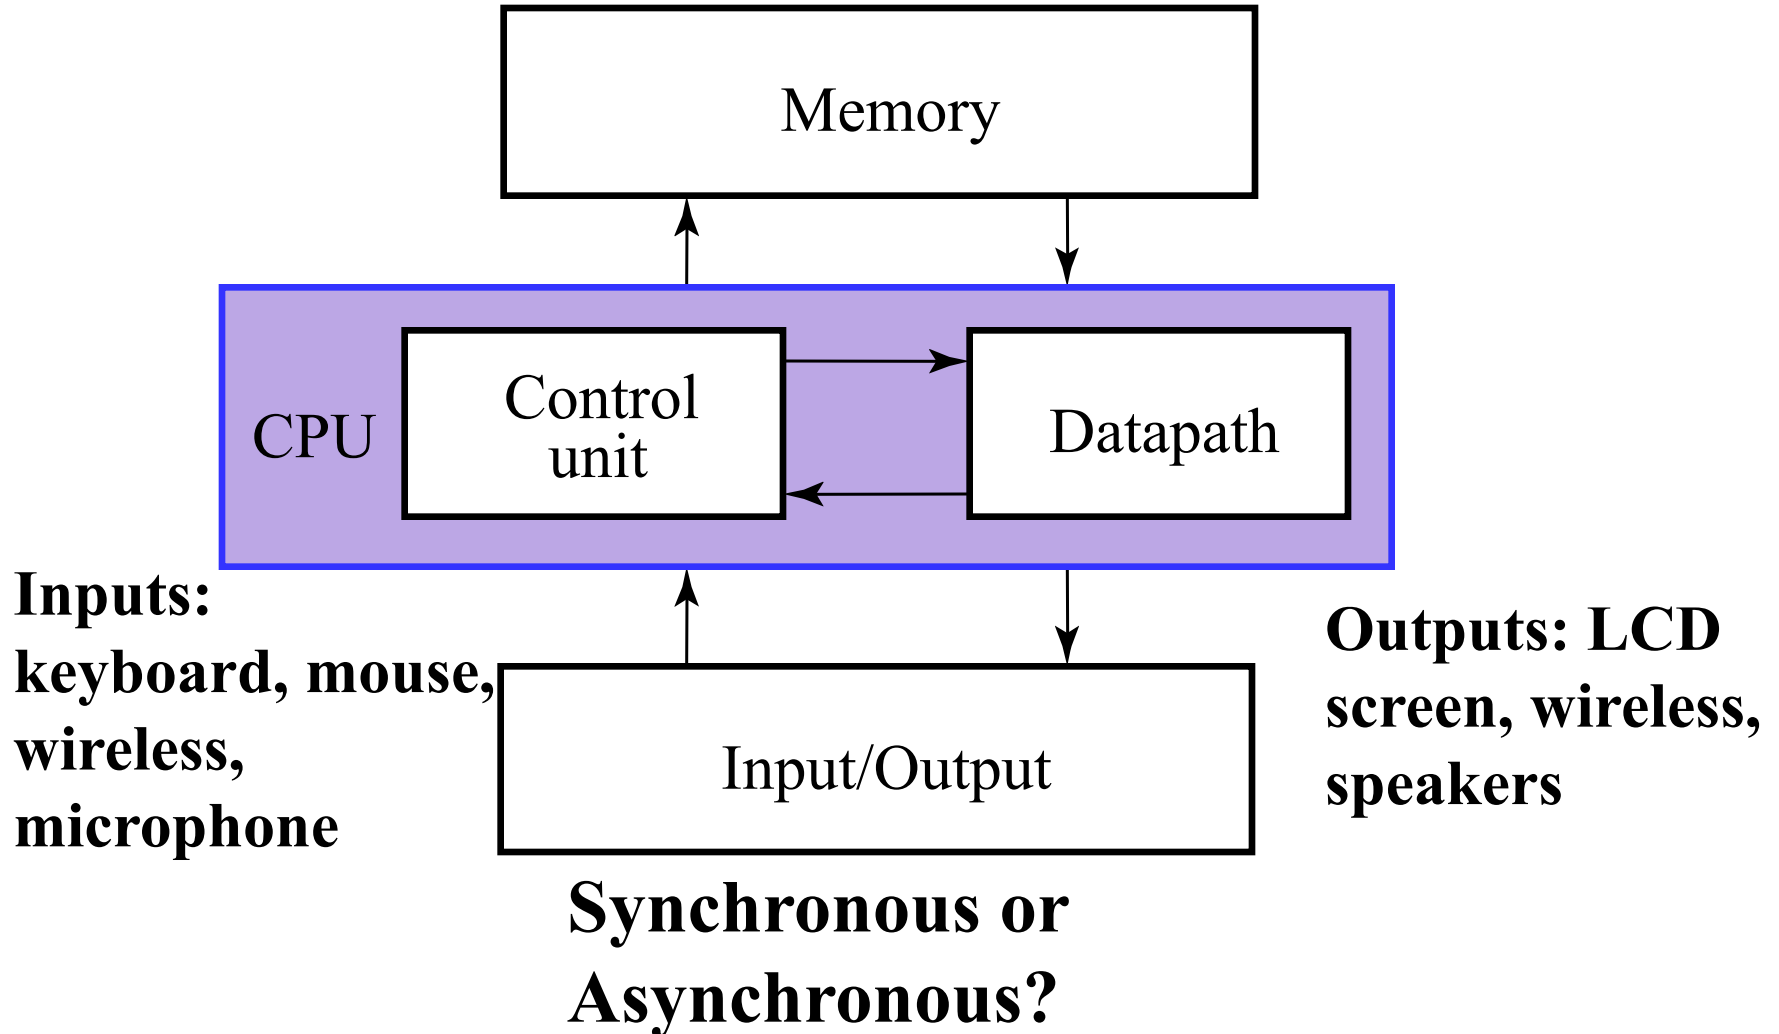 Memory
CPU
Control
unit
Datapath
Inputs:
keyboard, mouse,
wireless,
microphone
Input/Output
Outputs: LCD
screen, wireless,
speakers
Synchronous or
Asynchronous?